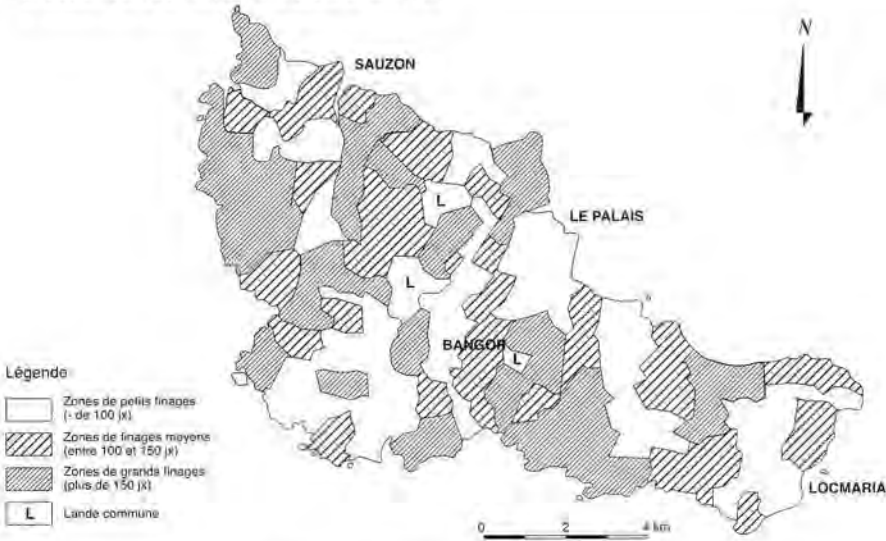 N
SAUZON
L
LE PALAIS
L
BANGOR
L
Légende
Zones de petits finages
(- de 100 jx)
Zones de finages moyens
(entre 100 et 150 jx)
Zones de grands finages
(plus de 150 jx)
L Lande commune
LOCMARIA
0 2 4 km